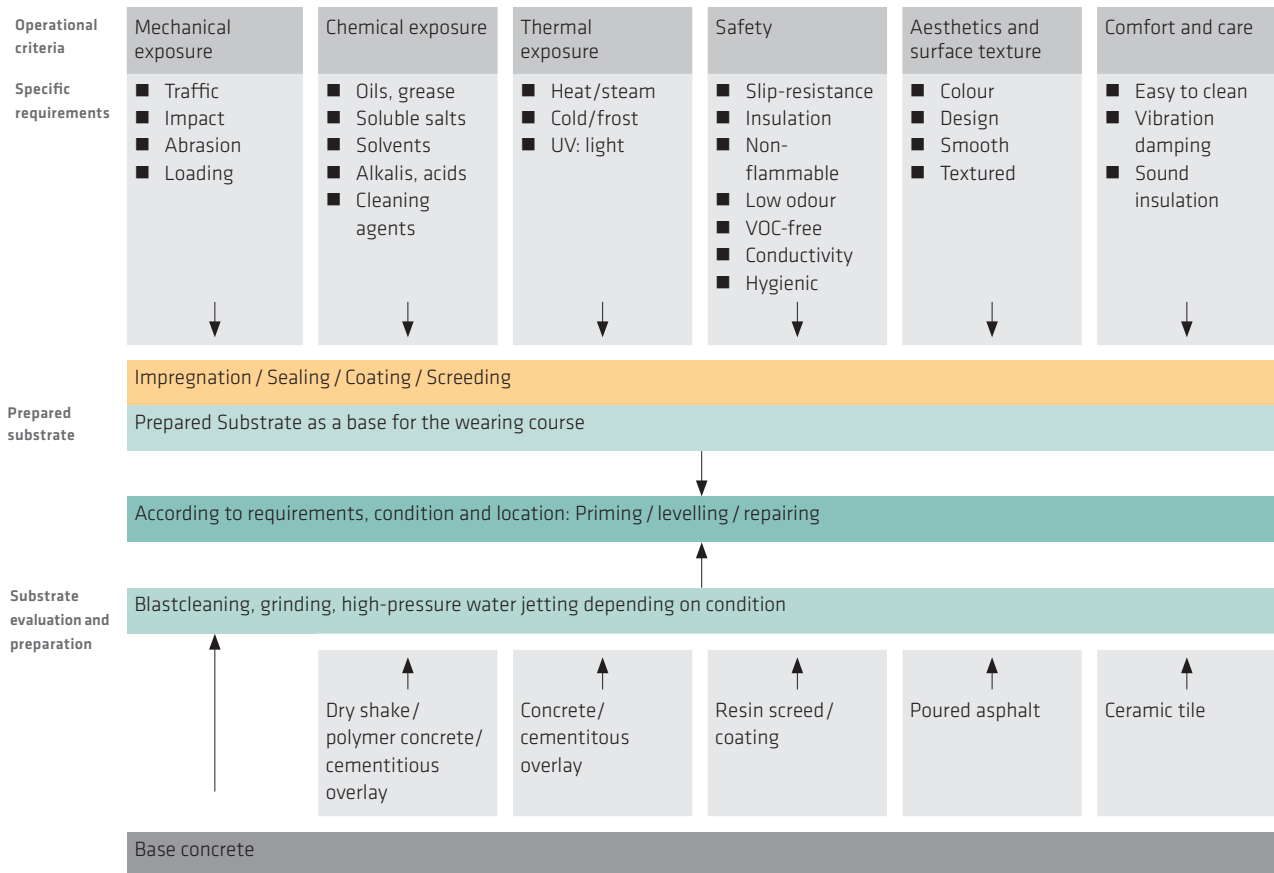 Operational
criteria
Mechanical
exposure
Chemical exposure
Thermal
exposure
Safety
Aesthetics and
surface texture
Comfort and care
Specific
requirements
Traffic
Impact
Abrasion
Loading
Oils, grease
Soluble salts
Solvents
Alkalis, acids
Cleaning
agents
Heat/steam
Cold/frost
UV: light
Slip-resistance
Insulation
Non-
flammable
Low odour
VOC-free
Conductivity
Hygienic
Colour
Design
Smooth
Textured
Easy to clean
Vibration
damping
Sound
insulation
Impregnation / Sealing / Coating / Screeding
Prepared
substrate
Prepared Substrate as a base for the wearing course
According to requirements, condition and location: Priming / levelling / repairing
Substrate
evaluation and
preparation
Blastcleaning, grinding, high-pressure water jetting depending on condition
Dry shake/
polymer concrete/
cementitious
overlay
Concrete/
cementitous
overlay
Resin screed/
coating
Poured asphalt
Ceramic tile
Base concrete